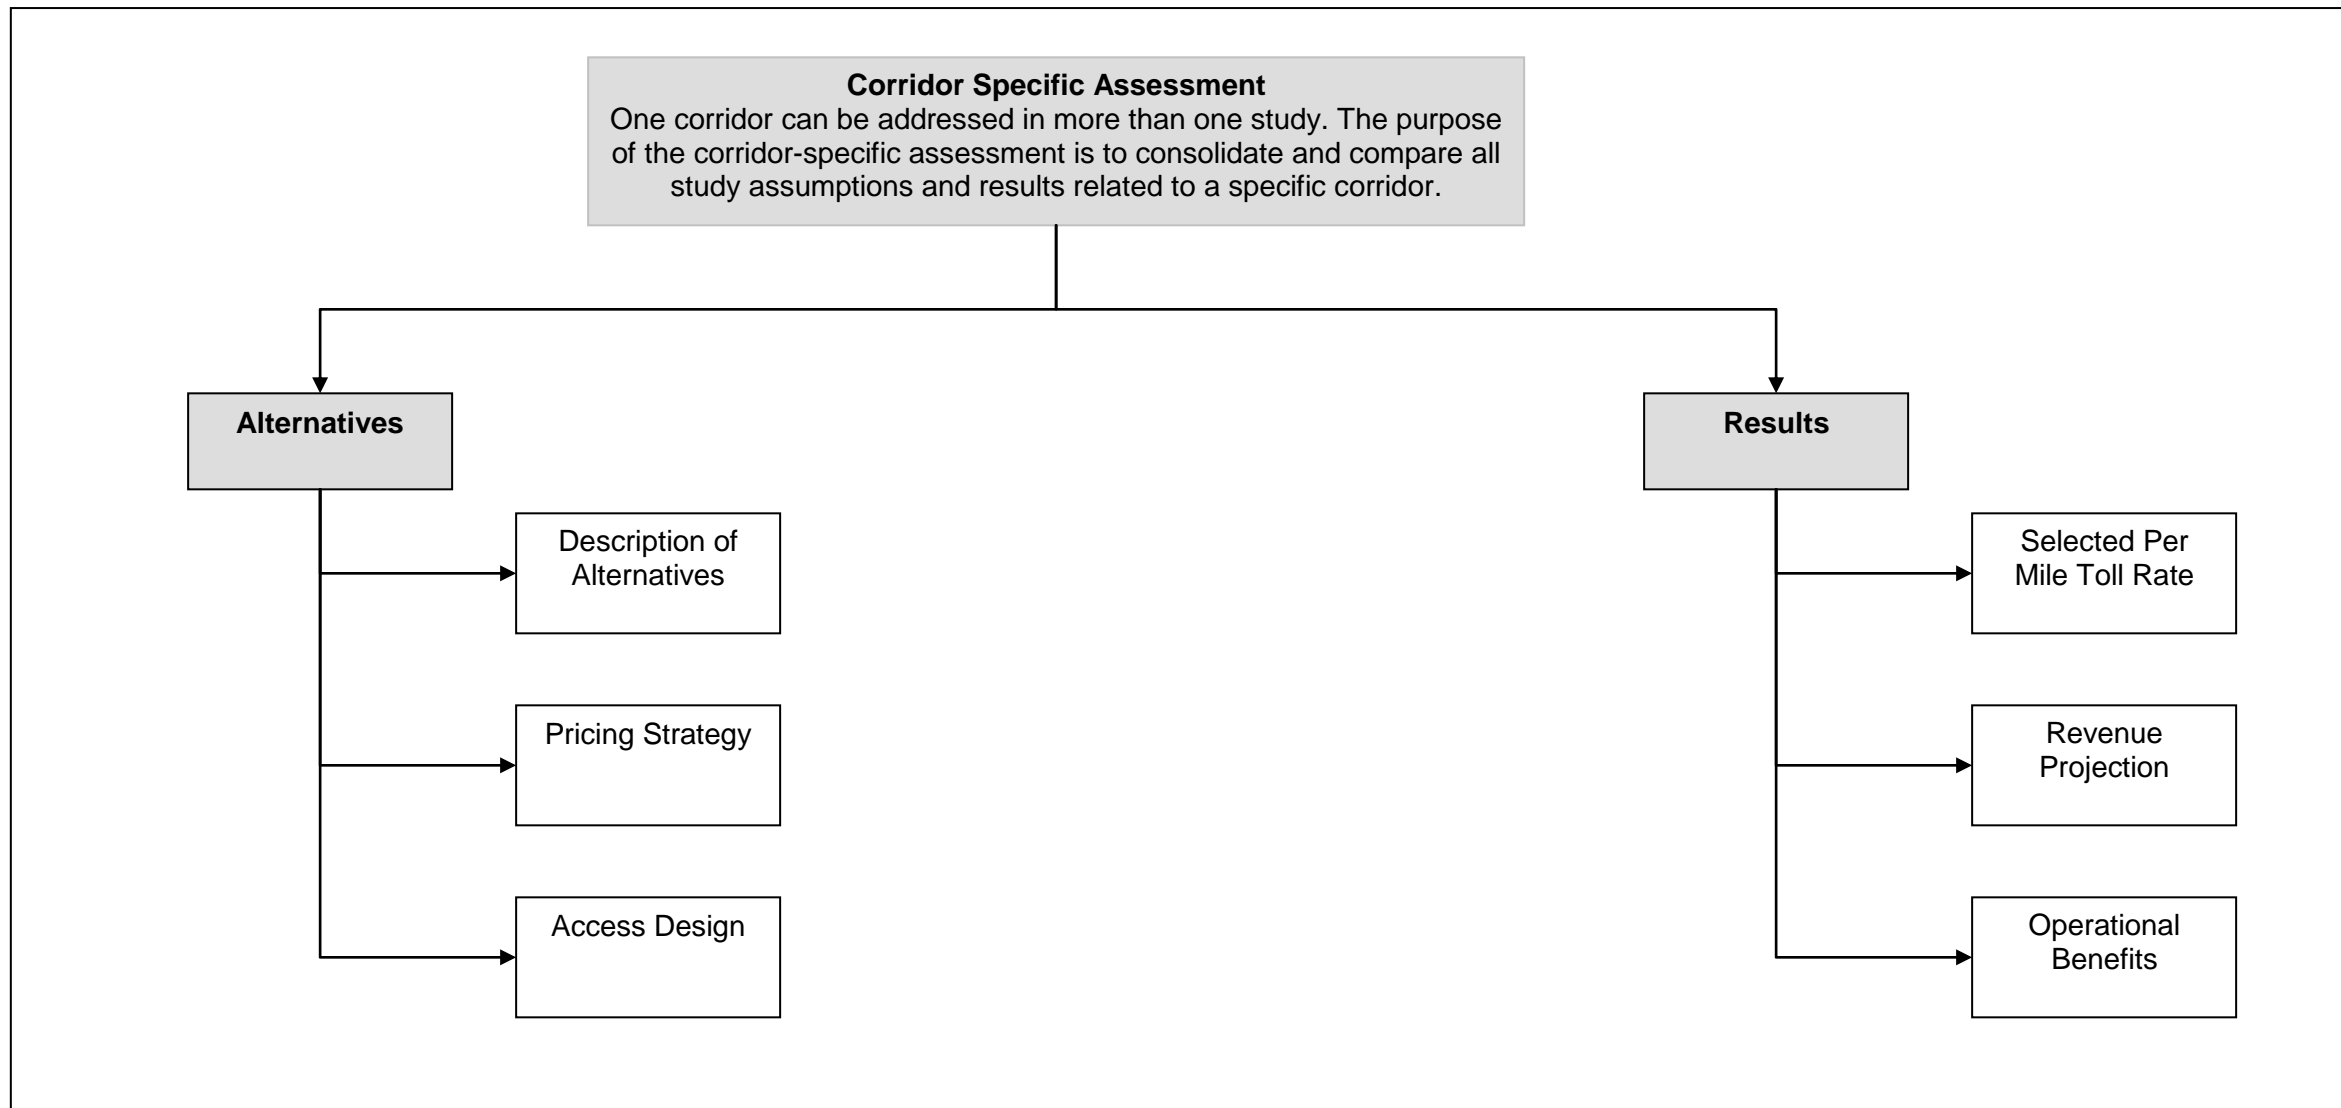 Corridor Specific Assessment
One corridor can be addressed in more than one study. The purpose
of the corridor-specific assessment is to consolidate and compare all
study assumptions and results related to a specific corridor.
Alternatives
Description of
Alternatives
Pricing Strategy
Access Design
Results
Selected Per
Mile Toll Rate
Revenue
Projection
Operational
Benefits